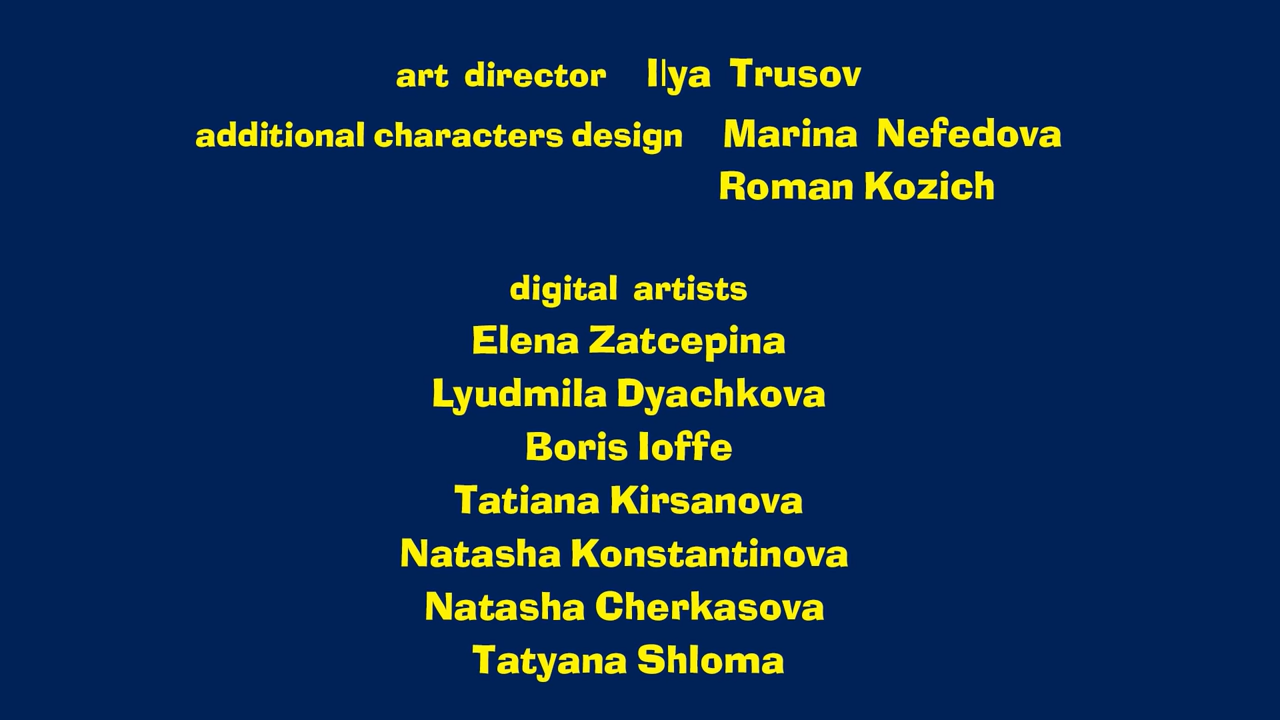 art director Ilya Trusov
additional characters design Marina Nefedova
Roman Kozich
digital artists
Elena Zatcepina
Lyudmila Dyachkova
Boris Ioffe
Tatiana Kirsanova
Natasha Konstantinova
Natasha Cherkasova
Tatyana Shloma